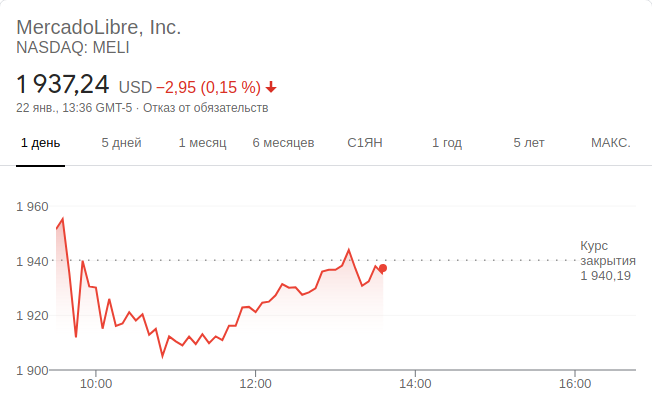 MercadoLibre, Inc.
NASDAQ: MELI
1 937,24 USD −2,95 (0,15 %)
22 янв., 13:36 GMT-5 · Отказ от обязательств
1 день 5 дней 1 месяц 6 месяцев С1ЯН 1 год 5 лет МАКС.
1 960
1 940
1 920
1 900
Курс
закрытия
1 940,19
10:00 12:00 14:00 16:00